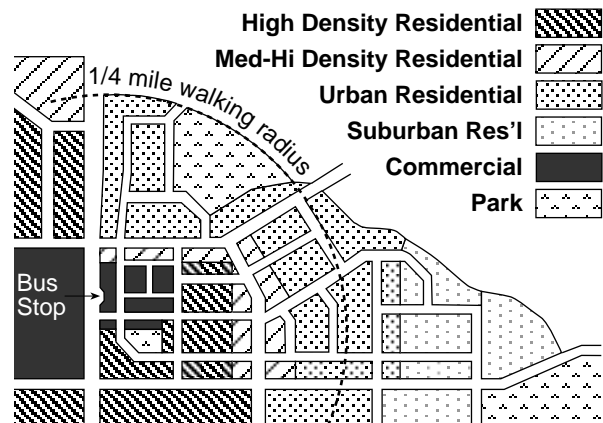 High Density Residential
Med-Hi Density Residential
Urban Residential
Suburban Res'l
Commercial
Park
1/4 mile walking radius
Bus
Stop